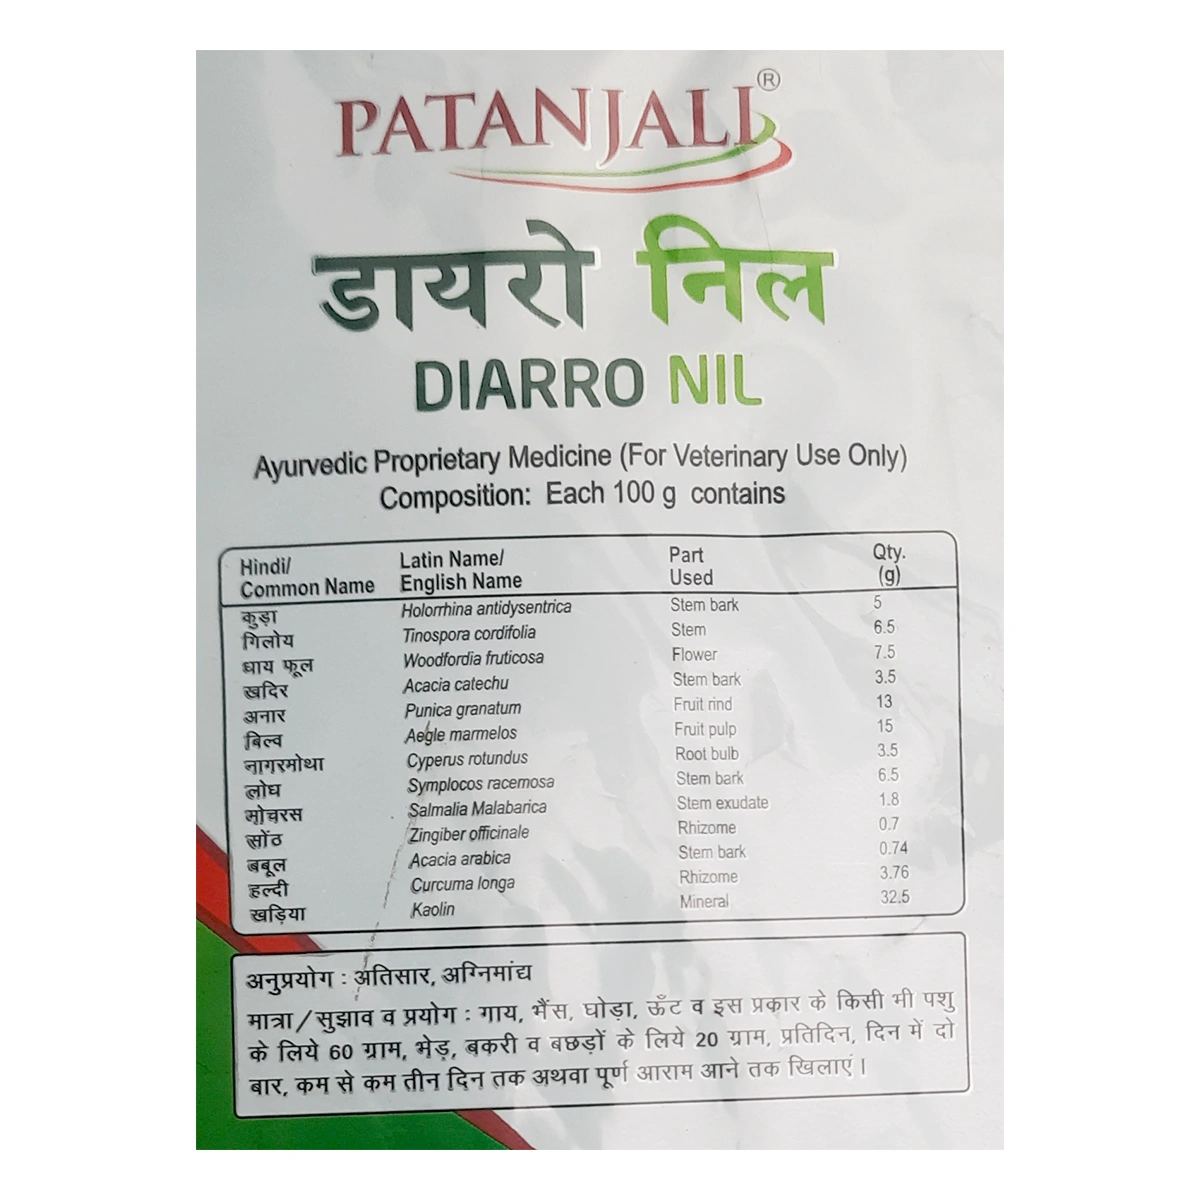 PATANJALI®
डायरो निल
DIARRO NIL
Ayurvedic Proprietary Medicine (For Veterinary Use Only)
Composition: Each 100 g contains
Hindi/ Common Name Latin Name/ English Name Part Used Qty. (g)
कुड़ा Holorrhina antidysentrica Stem bark 5
गिलोय Tinospora cordifolia Stem 6.5
धाय फूल Woodfordia fruticosa Flower 7.5
खदिर Acacia catechu Stem bark 3.5
अनार Punica granatum Fruit rind 13
बिल्व Aegle marmelos Fruit pulp 15
नागरमोथा Cyperus rotundus Root bulb 3.5
लोध Symplocos racemosa Stem bark 6.5
मोचरस Salmalia Malabarica Stem exudate 1.8
सोंठ Zingiber officinale Rhizome 0.7
बबूल Acacia arabica Stem bark 0.74
हल्दी Curcuma longa Rhizome 3.76
खड़िया Kaolin Mineral 32.5
अनुप्रयोग : अतिसार, अग्निमांद्य
मात्रा / सुझाव व प्रयोग : गाय, भैंस, घोड़ा, ऊँट व इस प्रकार के किसी भी पशु
के लिये 60 ग्राम, भेड़, बकरी व बछड़ों के लिये 20 ग्राम, प्रतिदिन, दिन में दो
बार, कम से कम तीन दिन तक अथवा पूर्ण आराम आने तक खिलाएं ।